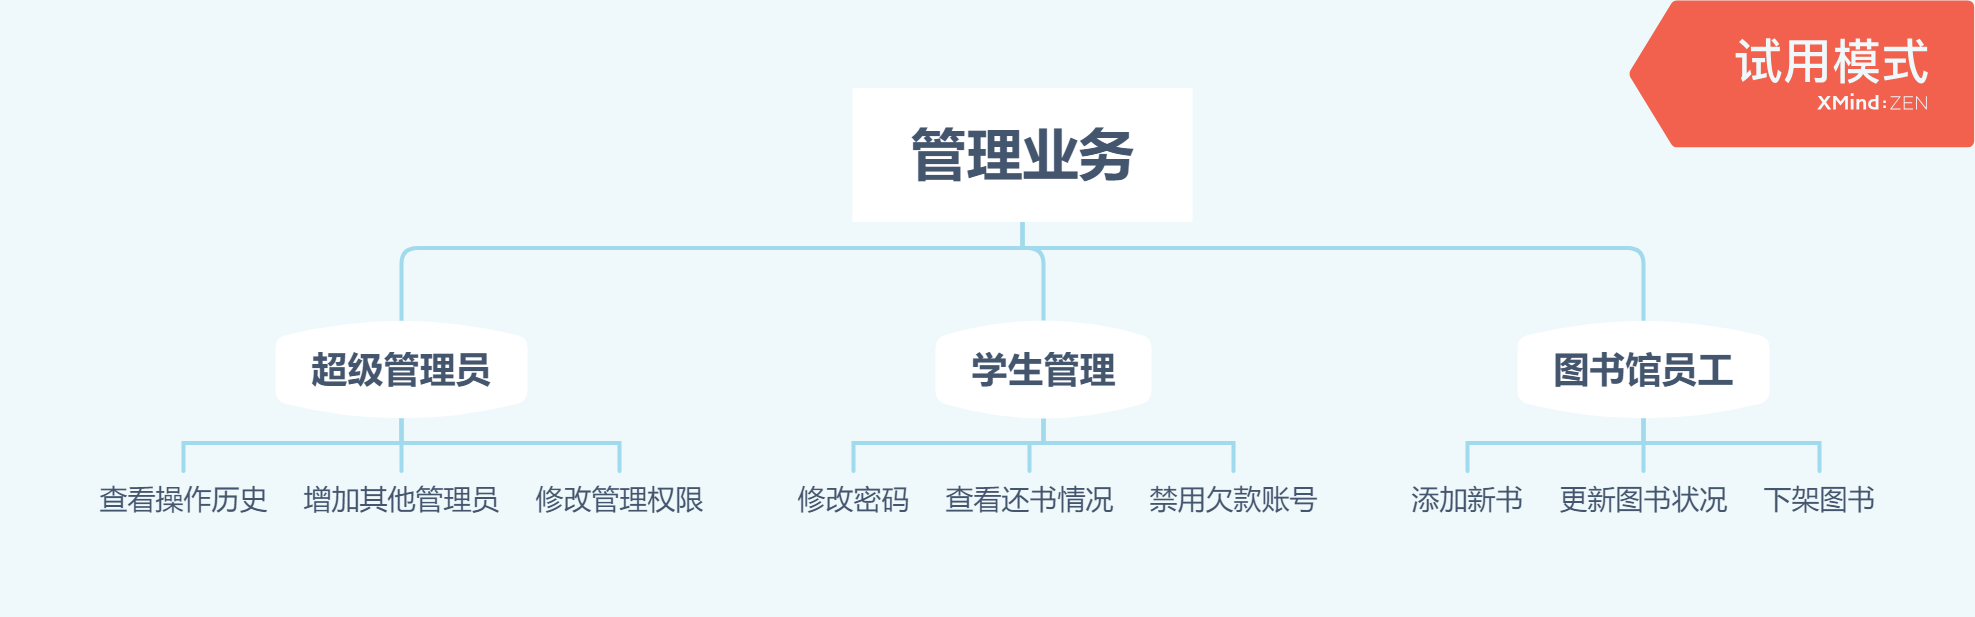 试用模式
XMind:ZEN
管理业务
超级管理员
学生管理
图书馆员工
查看操作历史
增加其他管理员
修改管理权限
修改密码
查看还书情况
禁用欠款账号
添加新书
更新图书状况
下架图书